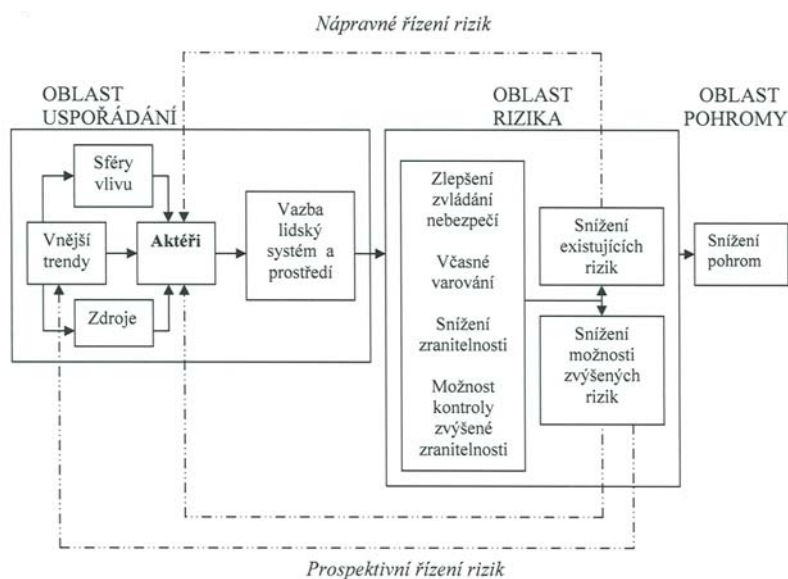 Nápravné řízení rizik
OBLAST
USPOŘÁDÁNÍ
OBLAST
RIZIKA
OBLAST
POHROMY
Sféry
vlivu
Vnější
trendy
Aktéři
Zdroje
Vazba
lidský
systém a
prostředí
Zlepšení
zvládání
nebezpečí
Včasné
varování
Snížení
zranitelnosti
Možnost
kontroly
zvýšené
zranitelnosti
Snížení
existujících
rizik
Snížení
možnosti
zvýšených
rizik
Snížení
pohrom
Prospektivní řízení rizik